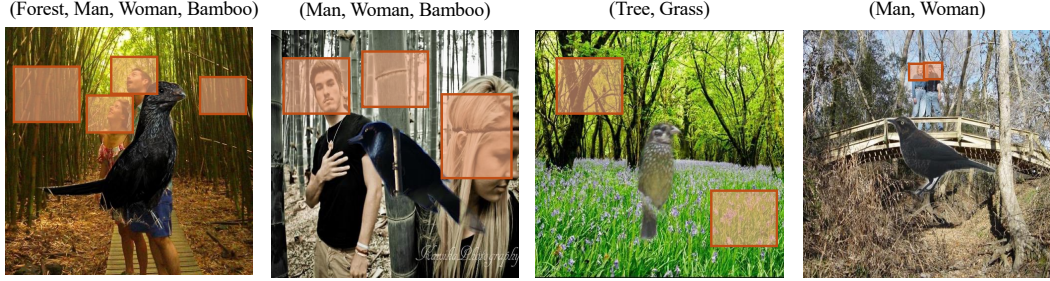 (Forest, Man, Woman, Bamboo)
(Man, Woman, Bamboo)
(Tree, Grass)
(Man, Woman)